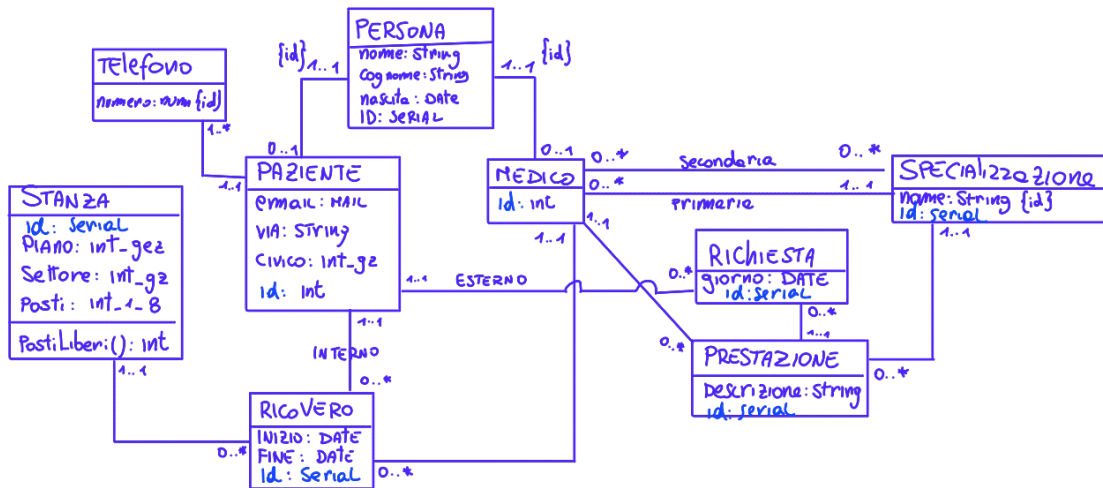 PERSONA
nome: String
cognome: String
nascita: DATE
ID: SERIAL
{id}
1..1
1..1
{id}
Telefono
numero: num {id}
1..*
0..1
0..1
1..1
PAZIENTE
email: MAIL
VIA: String
CIVICO: int_gz
id: int
MEDICO
id: int
0..*
secondaria
0..*
0..*
Primaria
1..1
SPECIALIZZAZIONE
nome: String {id}
id: serial
STANZA
id: Serial
PIANO: int_gez
Settore: int_gz
Posti: int_1_8
PostiLiberi(): int
1..1
1..1
1..1
1..1
RICHIESTA
giorno: DATE
id: serial
1..1
ESTERNO
0..*
0..*
1..1
1..1
INTERNO
0..*
0..*
PRESTAZIONE
Descrizione: String
id: serial
0..*
RICOVERO
INIZIO: DATE
FINE: DATE
id: Serial
0..*
0..*